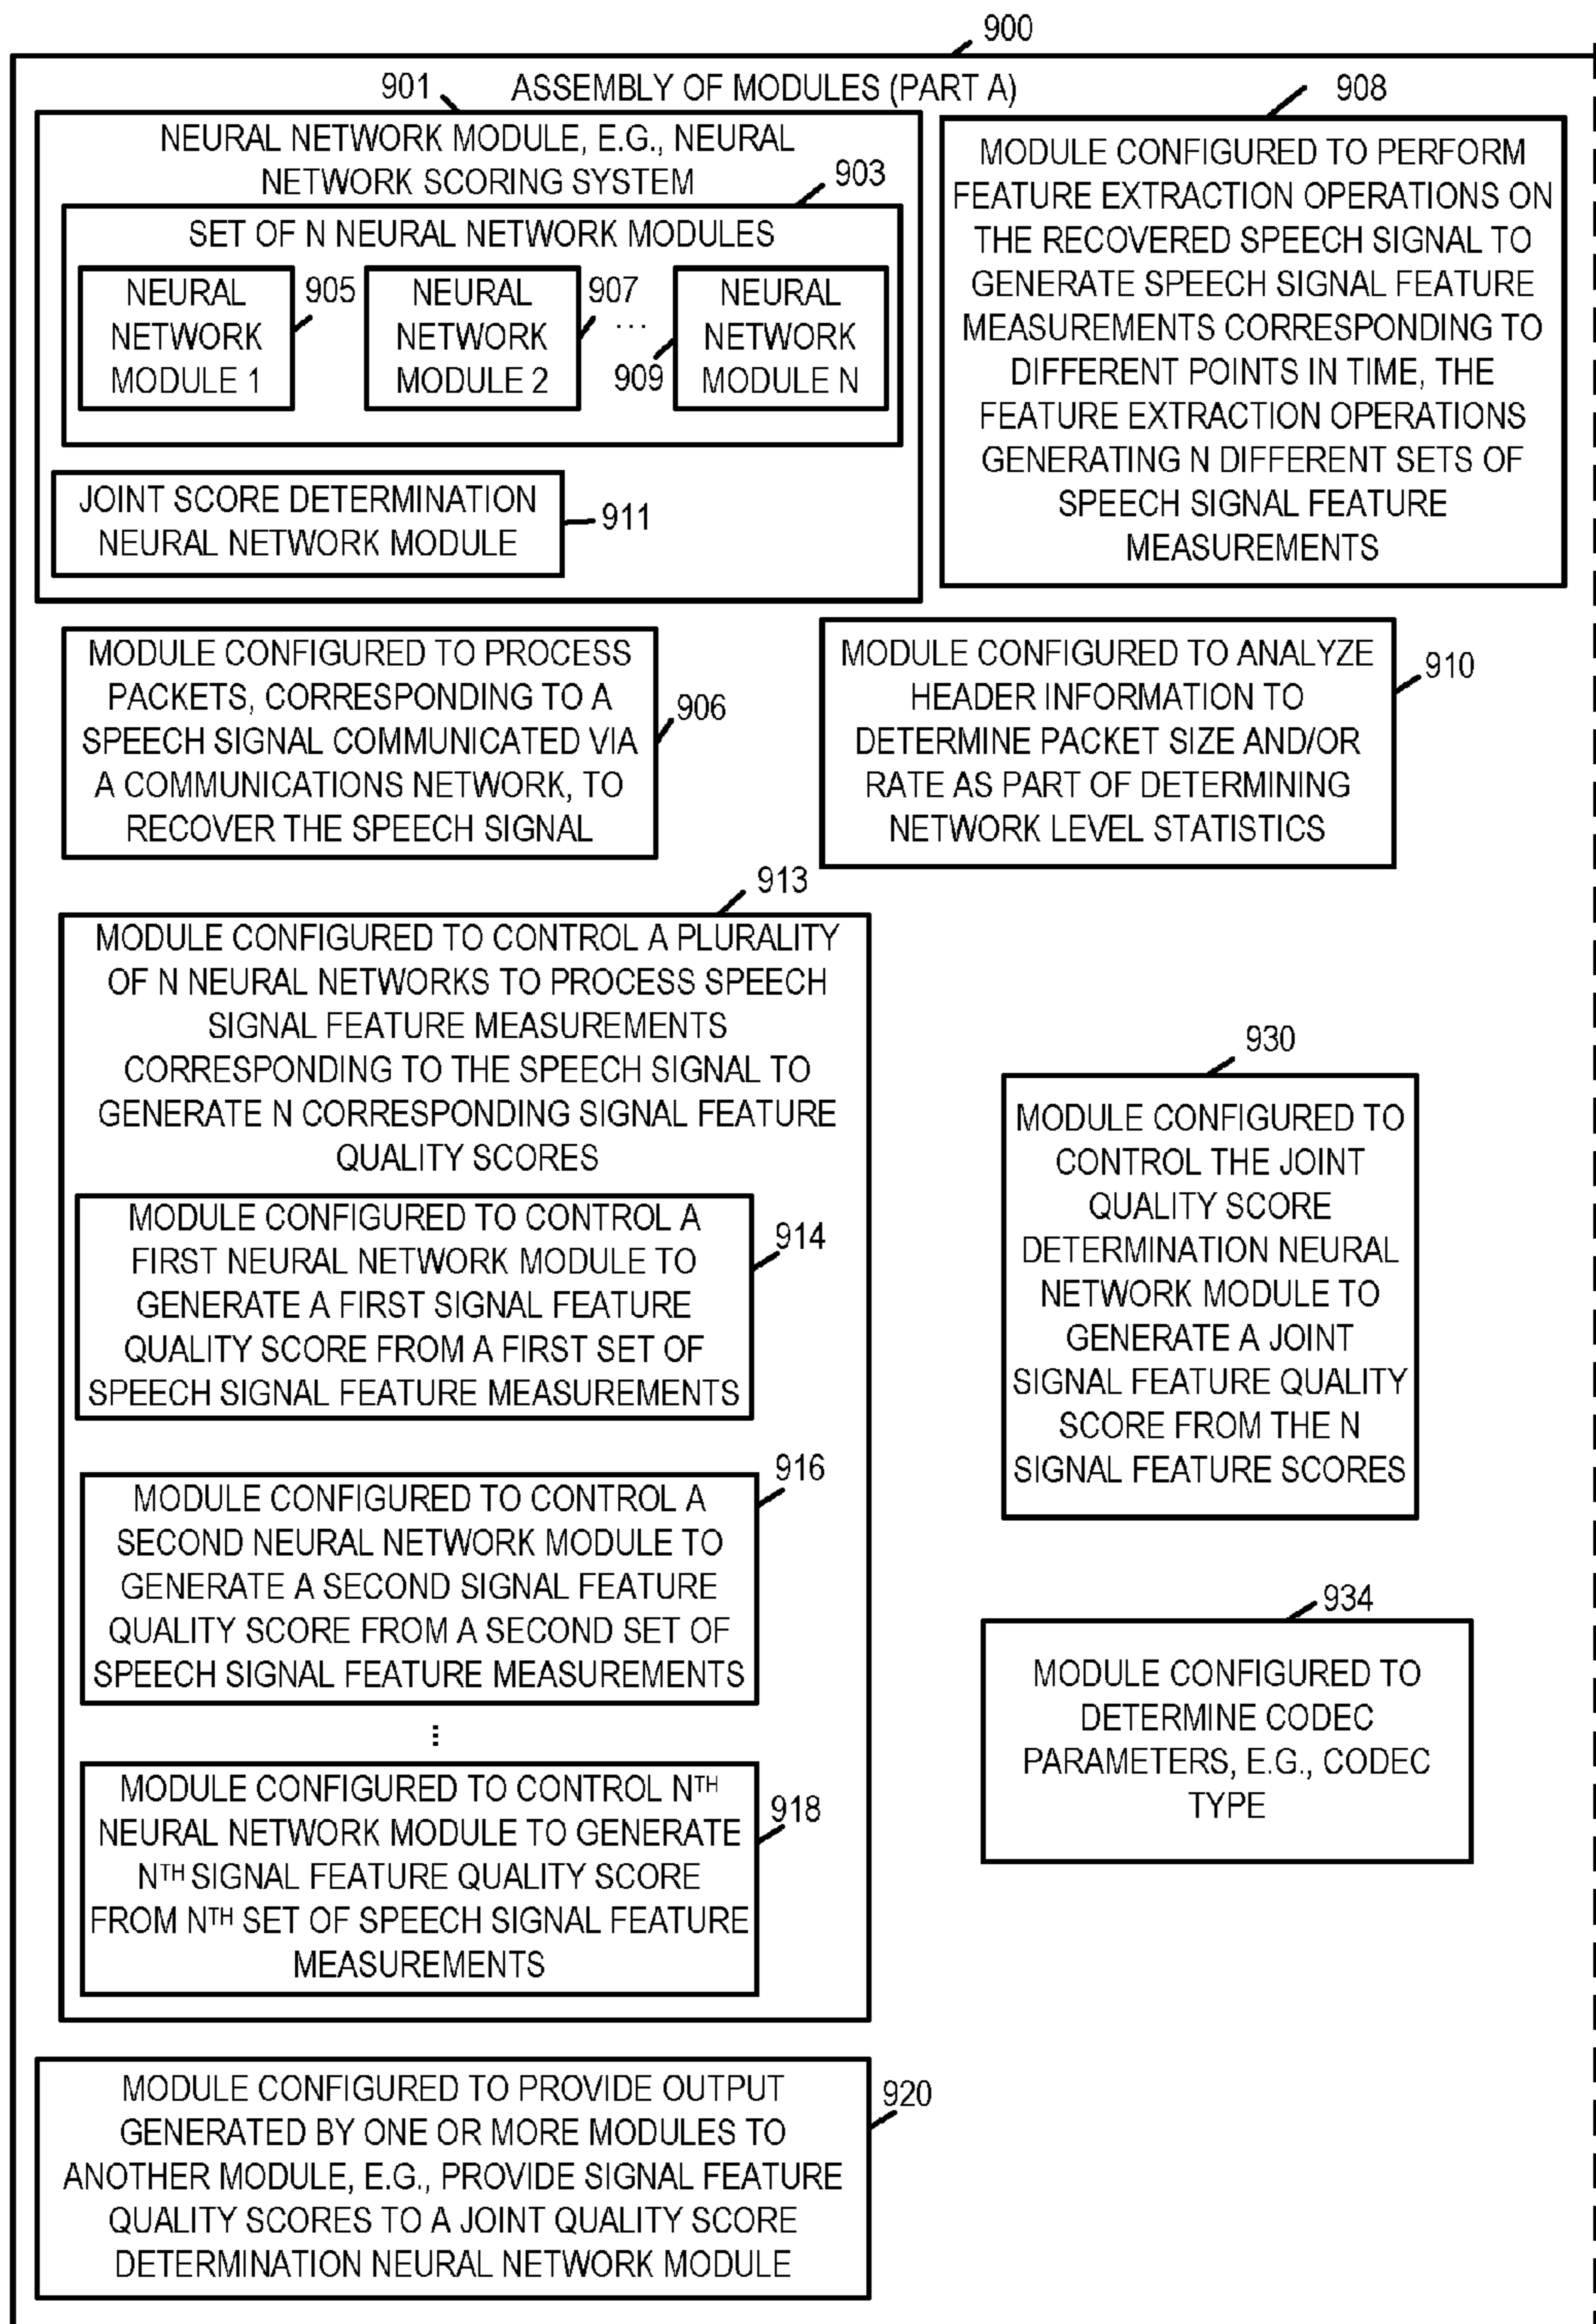 900
901
ASSEMBLY OF MODULES (PART A)
NEURAL NETWORK MODULE, E.G., NEURAL
NETWORK SCORING SYSTEM
903
SET OF N NEURAL NETWORK MODULES
NEURAL
NETWORK
MODULE 1
905
NEURAL
NETWORK
MODULE 2
907
...
909
NEURAL
NETWORK
MODULE N
JOINT SCORE DETERMINATION
NEURAL NETWORK MODULE
911
908
MODULE CONFIGURED TO PERFORM
FEATURE EXTRACTION OPERATIONS ON
THE RECOVERED SPEECH SIGNAL TO
GENERATE SPEECH SIGNAL FEATURE
MEASUREMENTS CORRESPONDING TO
DIFFERENT POINTS IN TIME, THE
FEATURE EXTRACTION OPERATIONS
GENERATING N DIFFERENT SETS OF
SPEECH SIGNAL FEATURE
MEASUREMENTS
MODULE CONFIGURED TO PROCESS
PACKETS, CORRESPONDING TO A
SPEECH SIGNAL COMMUNICATED VIA
A COMMUNICATIONS NETWORK, TO
RECOVER THE SPEECH SIGNAL
906
MODULE CONFIGURED TO ANALYZE
HEADER INFORMATION TO
DETERMINE PACKET SIZE AND/OR
RATE AS PART OF DETERMINING
NETWORK LEVEL STATISTICS
910
913
MODULE CONFIGURED TO CONTROL A PLURALITY
OF N NEURAL NETWORKS TO PROCESS SPEECH
SIGNAL FEATURE MEASUREMENTS
CORRESPONDING TO THE SPEECH SIGNAL TO
GENERATE N CORRESPONDING SIGNAL FEATURE
QUALITY SCORES
MODULE CONFIGURED TO CONTROL A
FIRST NEURAL NETWORK MODULE TO
GENERATE A FIRST SIGNAL FEATURE
QUALITY SCORE FROM A FIRST SET OF
SPEECH SIGNAL FEATURE MEASUREMENTS
914
MODULE CONFIGURED TO CONTROL A
SECOND NEURAL NETWORK MODULE TO
GENERATE A SECOND SIGNAL FEATURE
QUALITY SCORE FROM A SECOND SET OF
SPEECH SIGNAL FEATURE MEASUREMENTS
916
⋮
MODULE CONFIGURED TO CONTROL NTH
NEURAL NETWORK MODULE TO GENERATE
NTH SIGNAL FEATURE QUALITY SCORE
FROM NTH SET OF SPEECH SIGNAL FEATURE
MEASUREMENTS
918
930
MODULE CONFIGURED TO
CONTROL THE JOINT
QUALITY SCORE
DETERMINATION NEURAL
NETWORK MODULE TO
GENERATE A JOINT
SIGNAL FEATURE QUALITY
SCORE FROM THE N
SIGNAL FEATURE SCORES
934
MODULE CONFIGURED TO
DETERMINE CODEC
PARAMETERS, E.G., CODEC
TYPE
MODULE CONFIGURED TO PROVIDE OUTPUT
GENERATED BY ONE OR MORE MODULES TO
ANOTHER MODULE, E.G., PROVIDE SIGNAL FEATURE
QUALITY SCORES TO A JOINT QUALITY SCORE
DETERMINATION NEURAL NETWORK MODULE
920